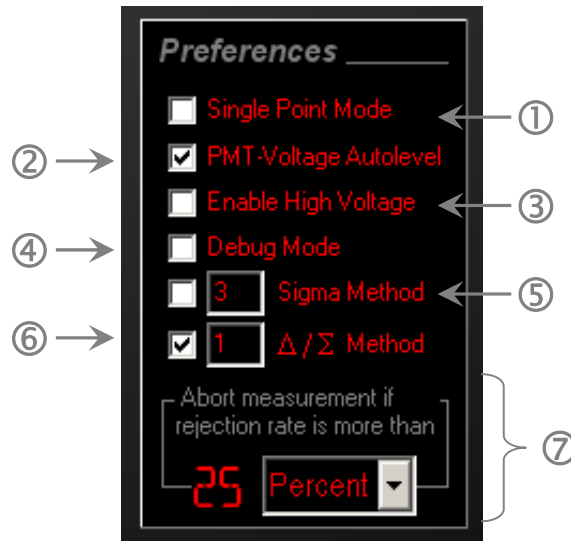 Preferences
Single Point Mode ①
② PMT-Voltage Autolevel
Enable High Voltage ③
④ Debug Mode
3 Sigma Method ⑤
⑥ 1 Δ / Σ Method
Abort measurement if
rejection rate is more than
⑦
25 Percent